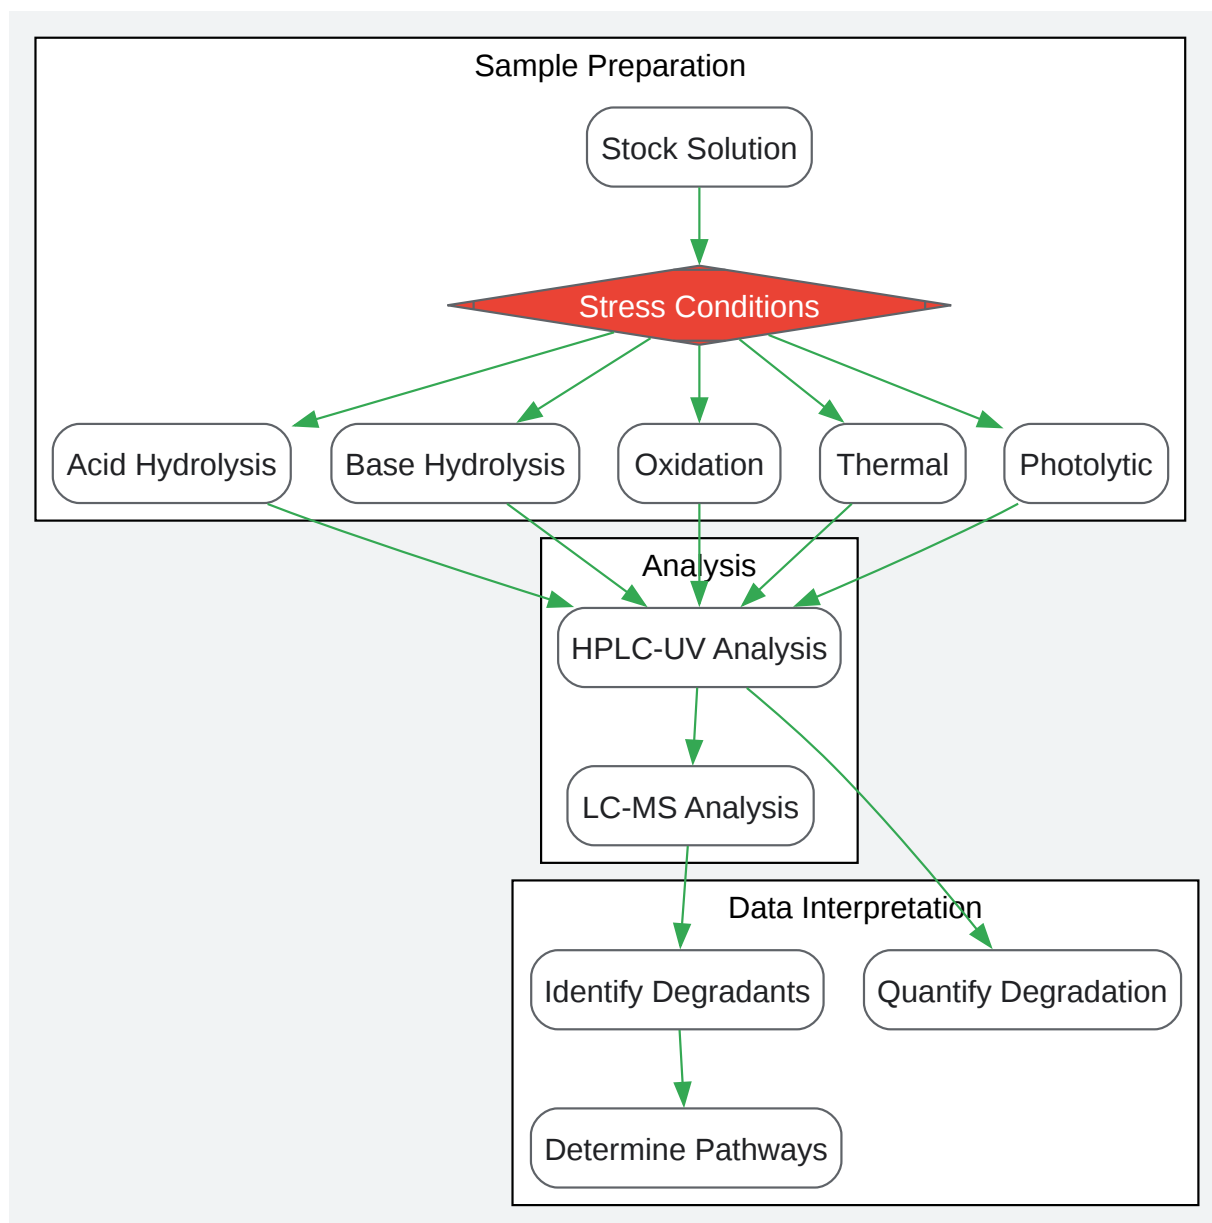 Sample Preparation
Stock Solution
Stress Conditions
Acid Hydrolysis
Base Hydrolysis
Oxidation
Thermal
Photolytic
Analysis
HPLC-UV Analysis
LC-MS Analysis
Data Interpretation
Identify Degradants
Quantify Degradation
Determine Pathways